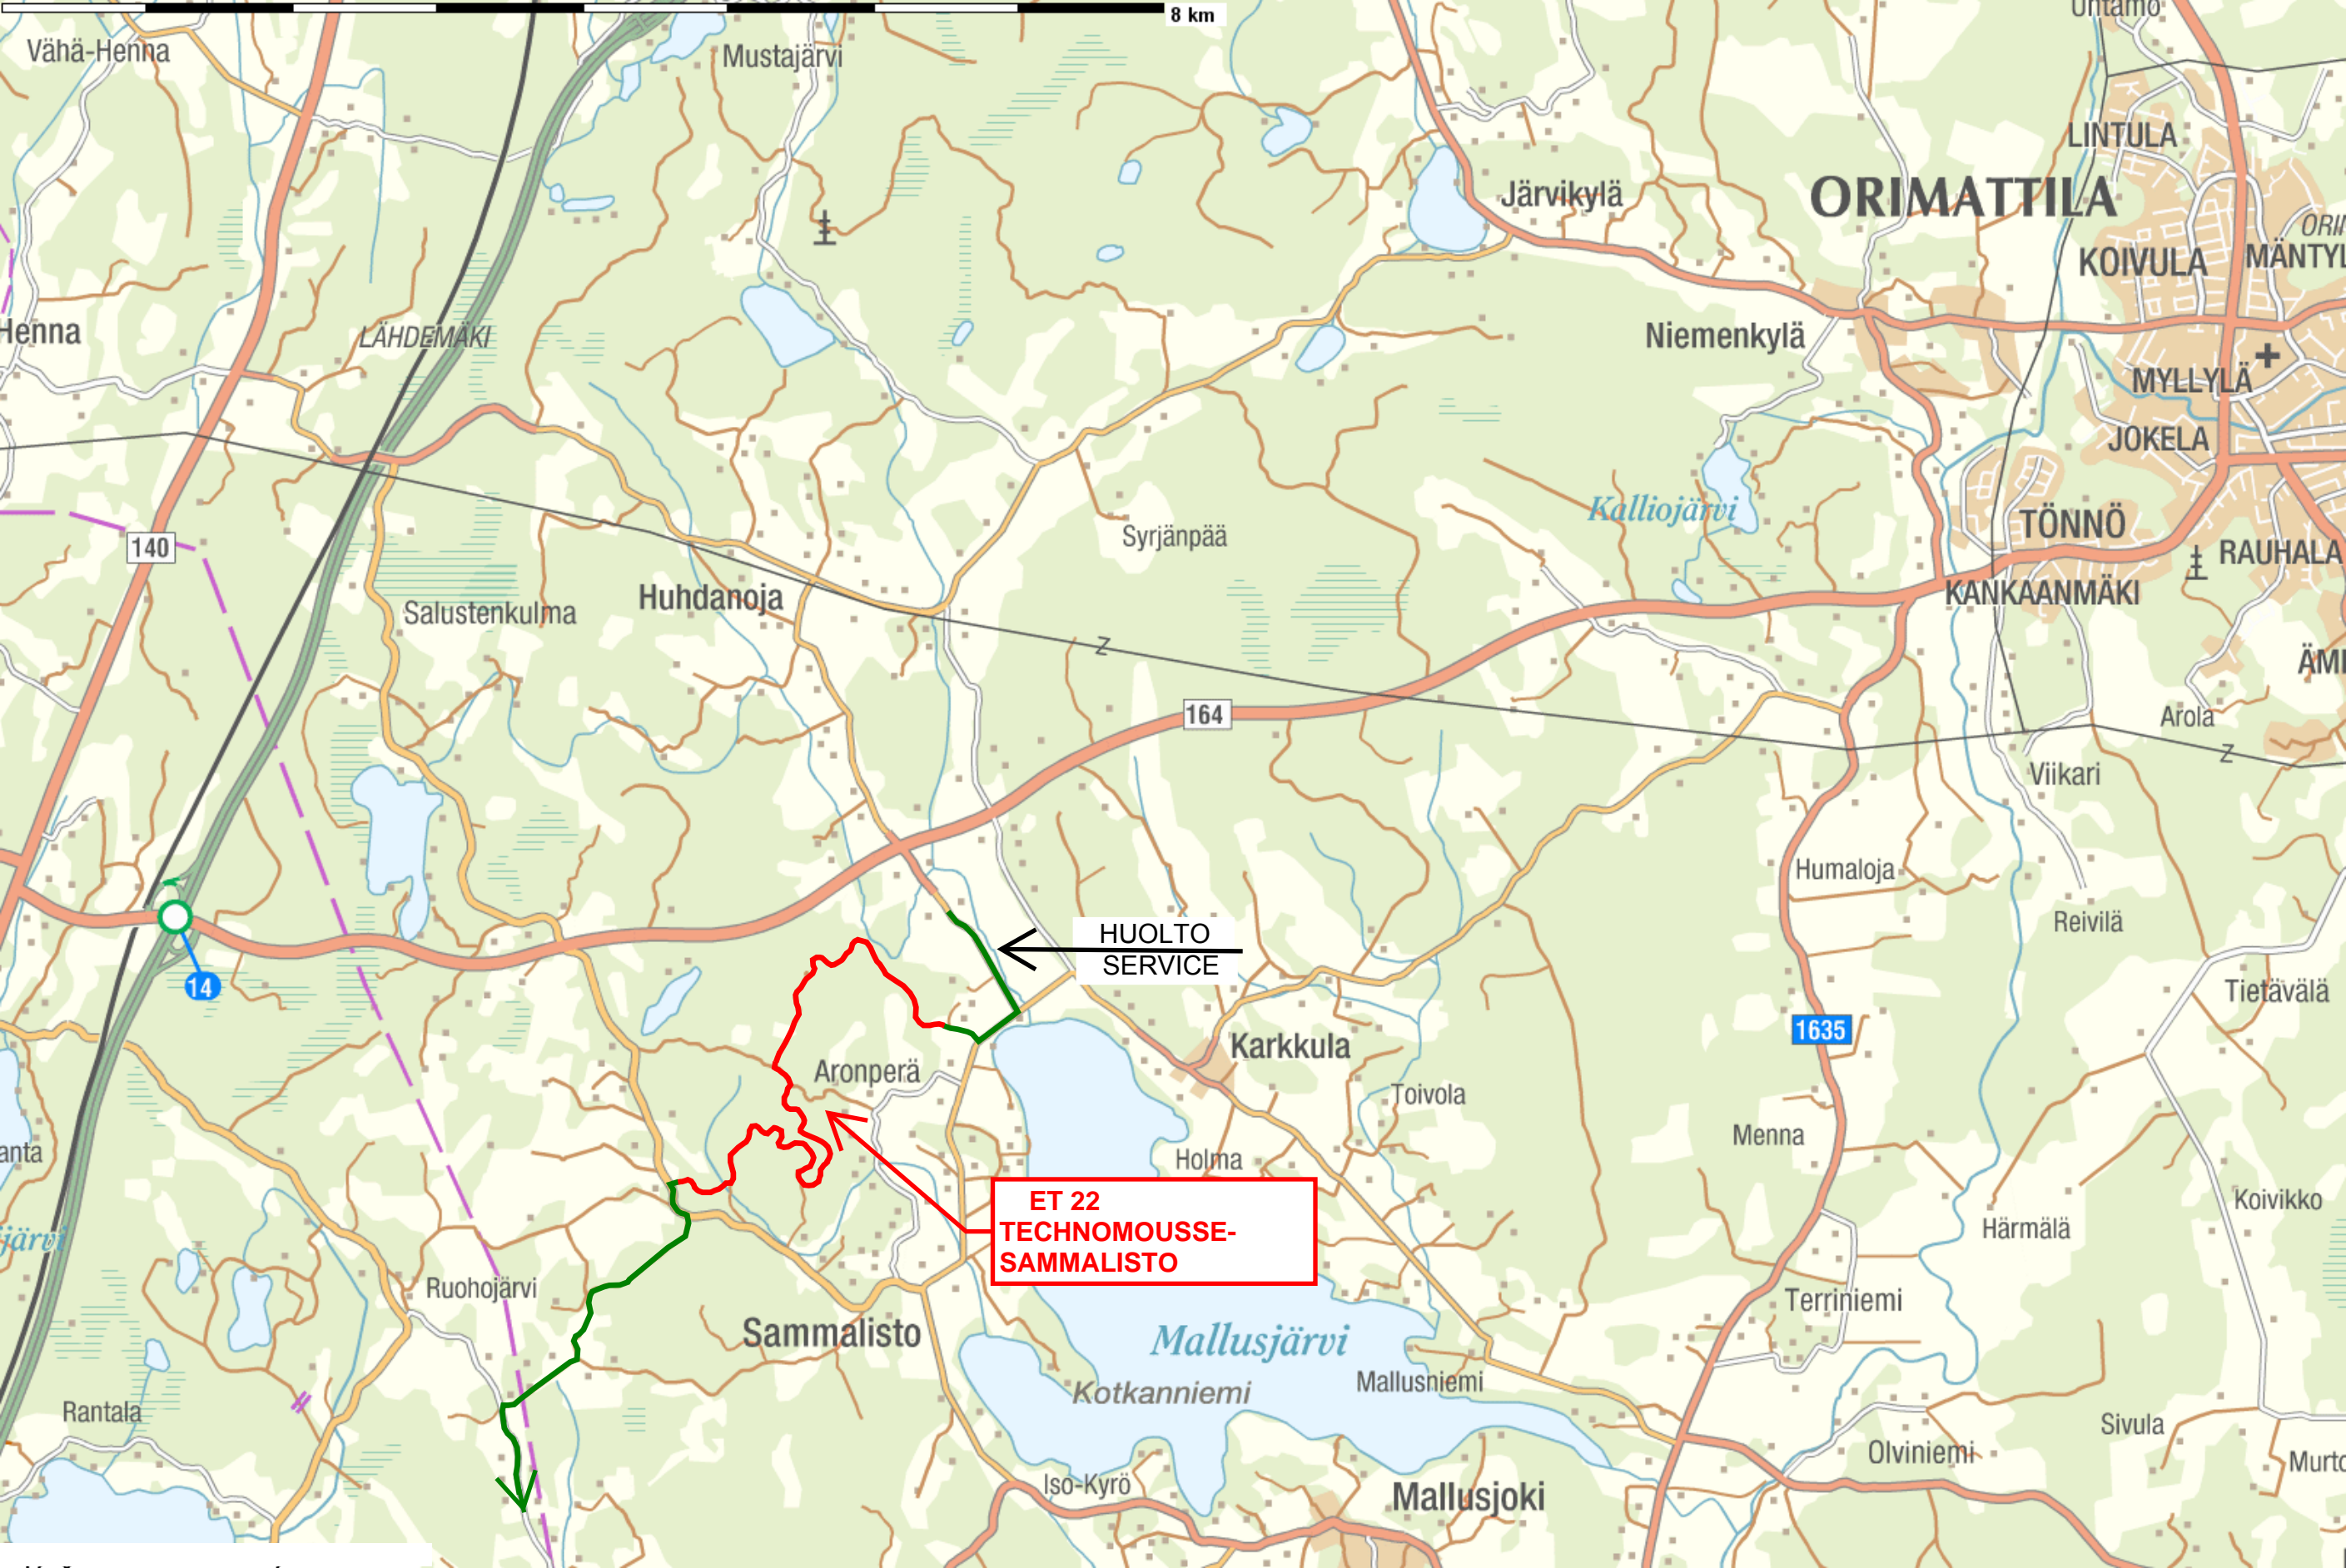 8 km
Untamo
Vähä-Henna
Mustajärvi
LINTULA
Järvikylä
ORIMATTILA
KOIVULA
MÄNTYL
Henna
LÄHDEMÄKI
Niemenkylä
MYLLYLÄ
JOKELA
Kalliojärvi
TÖNNÖ
140
Syrjänpää
RAUHALA
Huhdanoja
Salustenkulma
KANKAANMÄKI
Z
ÄMI
164
Arola
Z
Viikari
Humaloja
HUOLTO
SERVICE
Reivilä
14
Tietävälä
1635
Karkkula
Aronperä
Toivola
Menna
anta
Holma
ET 22
TECHNOMOUSSE-
SAMMALISTO
Koivikko
Härmälä
järvi
Ruohojärvi
Terriniemi
Sammalisto
Mallusjärvi
Kotkanniemi
Mallusniemi
Rantala
Sivula
Olviniemi
Murto
Iso-Kyrö
Mallusjoki